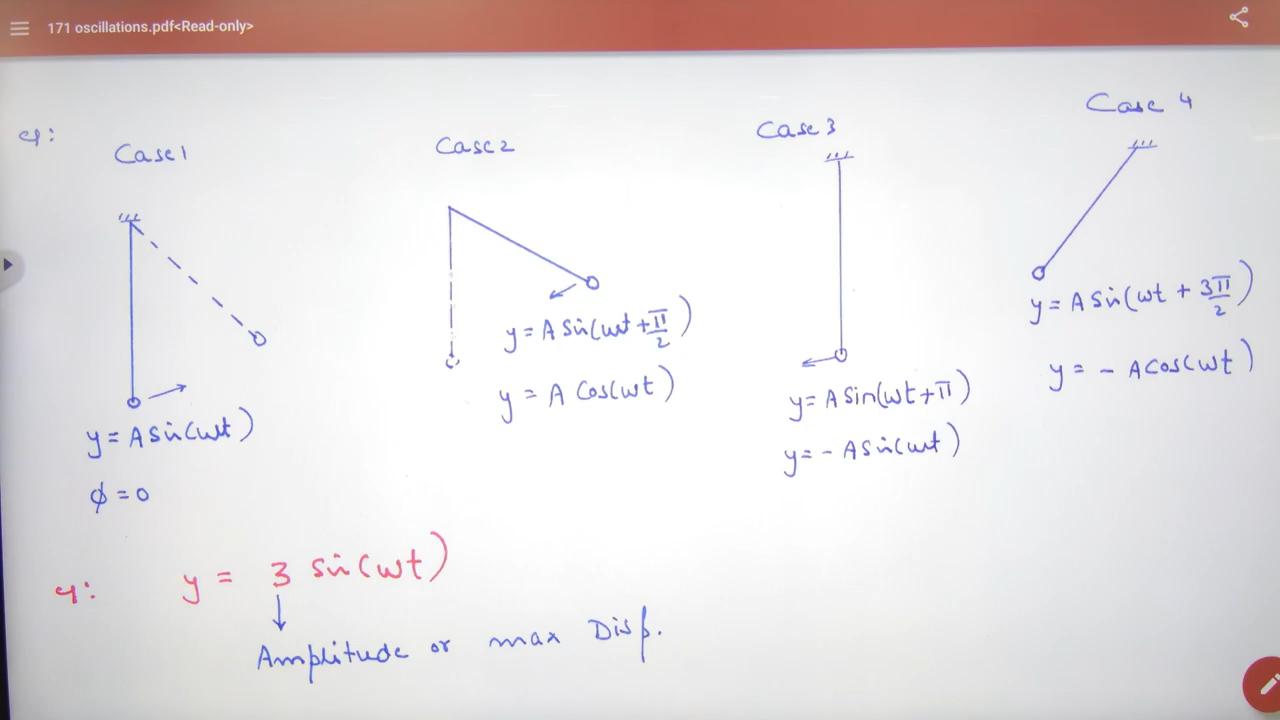 171 oscillations.pdf<Read-only>
eg:
Case 1
Case 2
Case 3
Case 4
y = A Sin(ωt)
ϕ = 0
y = A Sin(ωt + π/2)
y = A Cos(ωt)
y = A Sin(ωt + π)
y = - A Sin(ωt)
y = A Sin(ωt + 3π/2)
y = - A Cos(ωt)
eg: y = 3 Sin(ωt)
Amplitude or max Disp.